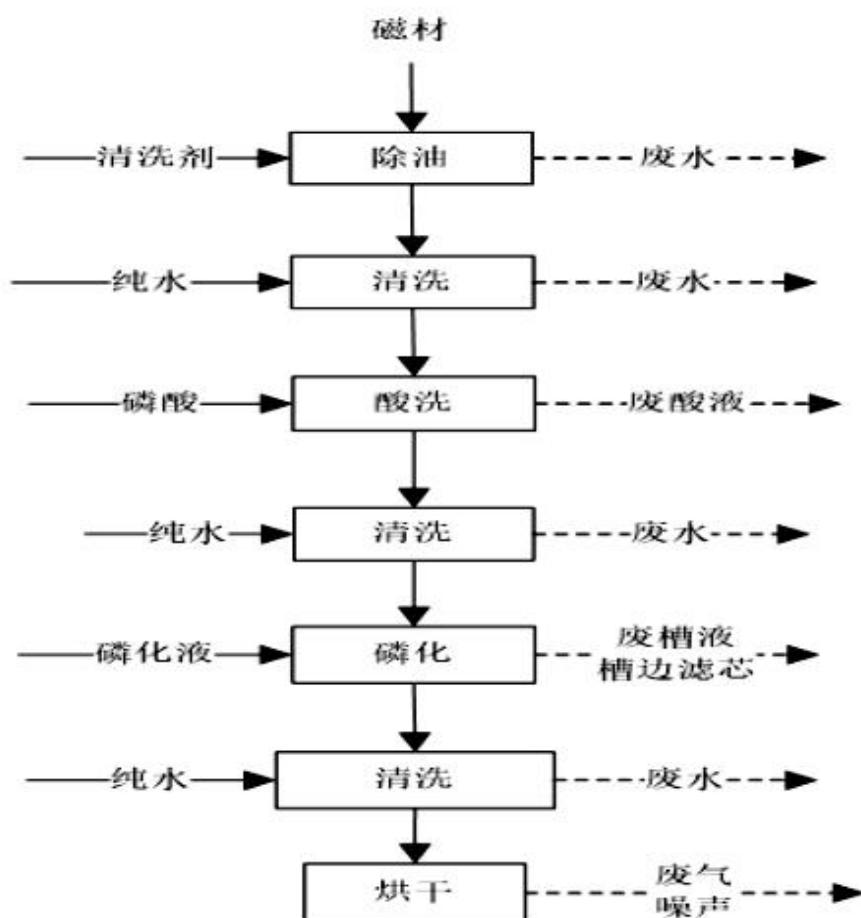 磁材
清洗剂 除油 废水
纯水 清洗 废水
磷酸 酸洗 废酸液
纯水 清洗 废水
磷化液 磷化 废槽液
槽边滤芯
纯水 清洗 废水
烘干 废气
噪声